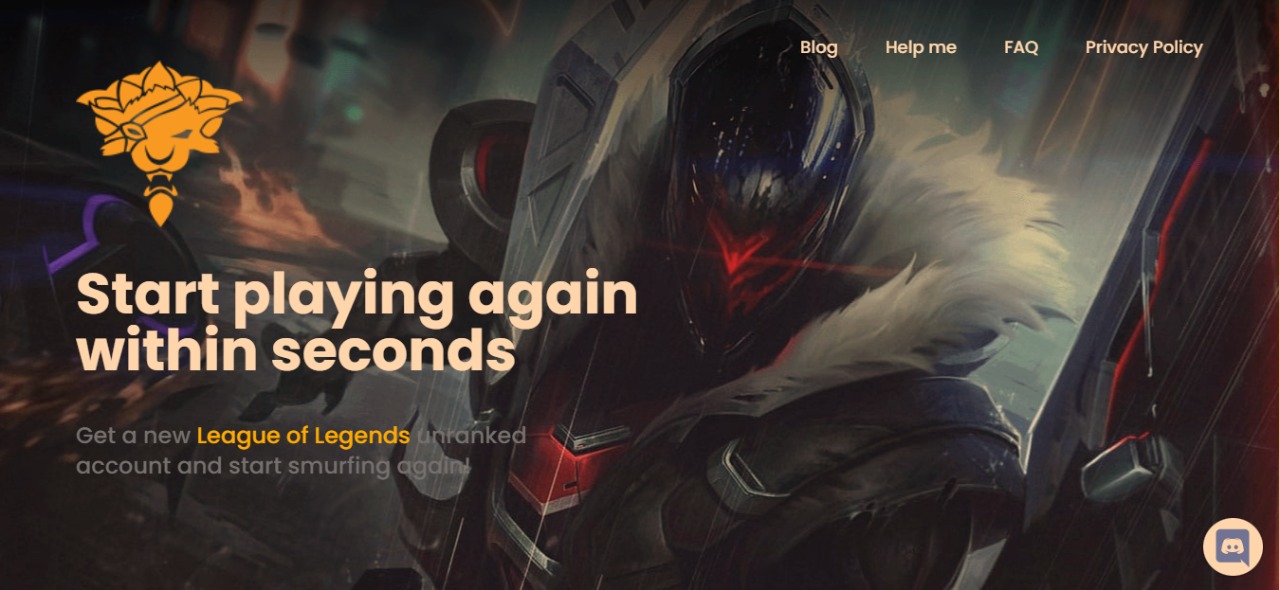 Blog Help me FAQ Privacy Policy
Start playing again
within seconds
Get a new League of Legends unranked
account and start smurfing again!